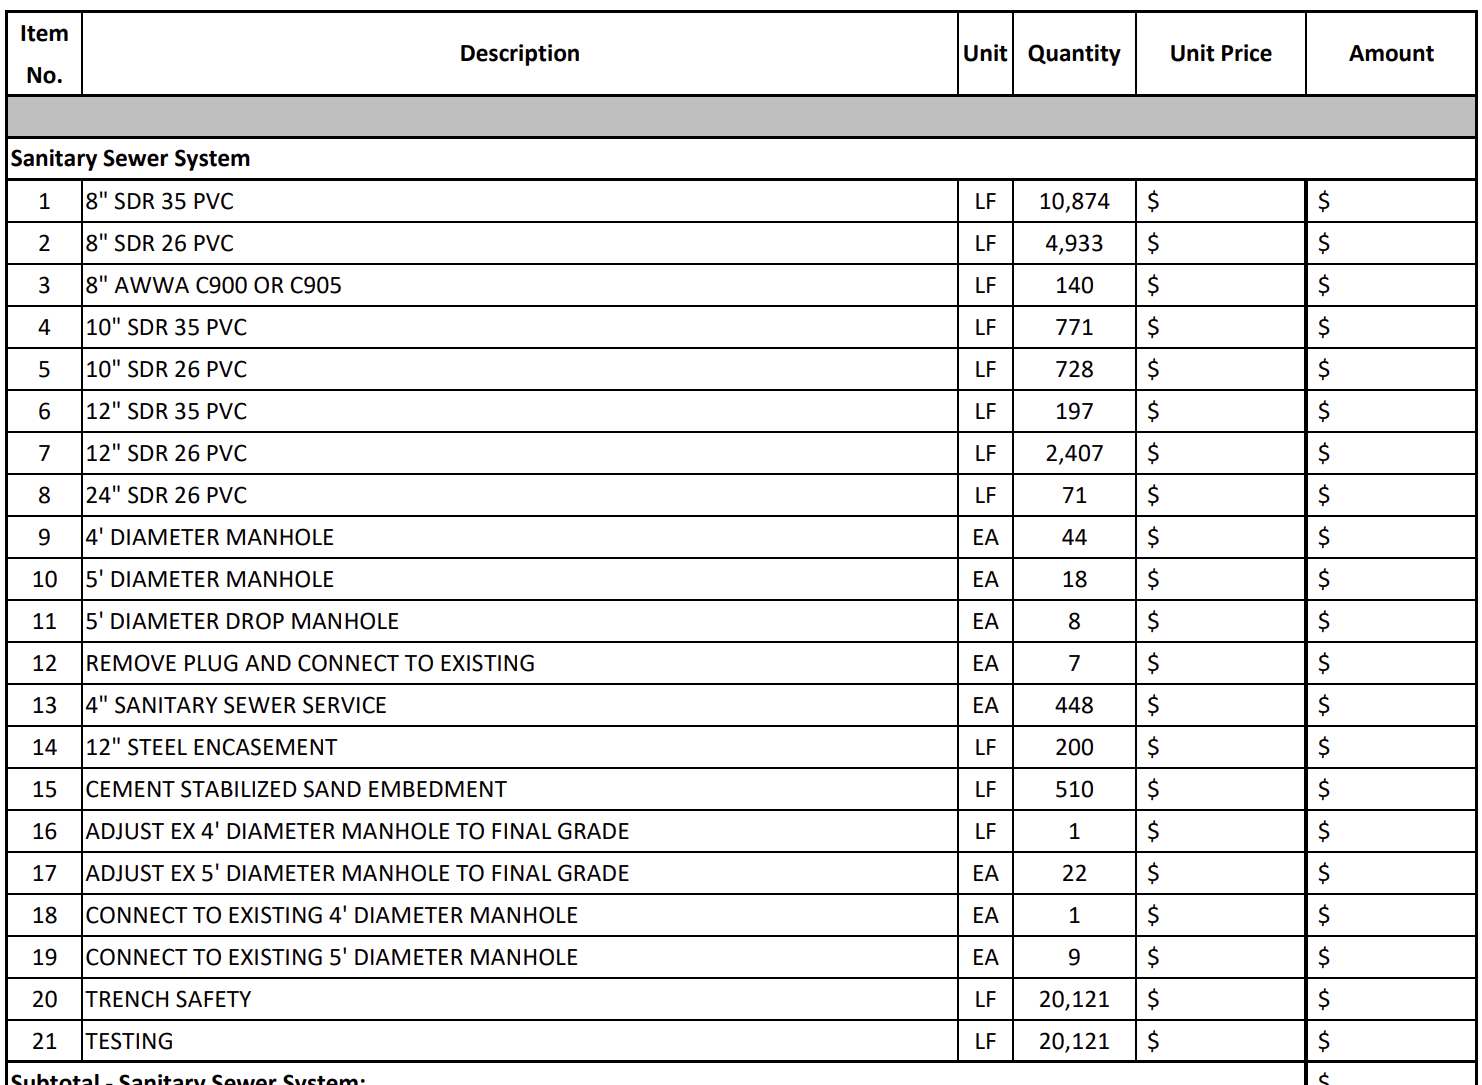 Item No. Description Unit Quantity Unit Price Amount
Sanitary Sewer System
1 8" SDR 35 PVC LF 10,874 $ $
2 8" SDR 26 PVC LF 4,933 $ $
3 8" AWWA C900 OR C905 LF 140 $ $
4 10" SDR 35 PVC LF 771 $ $
5 10" SDR 26 PVC LF 728 $ $
6 12" SDR 35 PVC LF 197 $ $
7 12" SDR 26 PVC LF 2,407 $ $
8 24" SDR 26 PVC LF 71 $ $
9 4' DIAMETER MANHOLE EA 44 $ $
10 5' DIAMETER MANHOLE EA 18 $ $
11 5' DIAMETER DROP MANHOLE EA 8 $ $
12 REMOVE PLUG AND CONNECT TO EXISTING EA 7 $ $
13 4" SANITARY SEWER SERVICE EA 448 $ $
14 12" STEEL ENCASEMENT LF 200 $ $
15 CEMENT STABILIZED SAND EMBEDMENT LF 510 $ $
16 ADJUST EX 4' DIAMETER MANHOLE TO FINAL GRADE LF 1 $ $
17 ADJUST EX 5' DIAMETER MANHOLE TO FINAL GRADE EA 22 $ $
18 CONNECT TO EXISTING 4' DIAMETER MANHOLE EA 1 $ $
19 CONNECT TO EXISTING 5' DIAMETER MANHOLE EA 9 $ $
20 TRENCH SAFETY LF 20,121 $ $
21 TESTING LF 20,121 $ $
Subtotal - Sanitary Sewer System: $